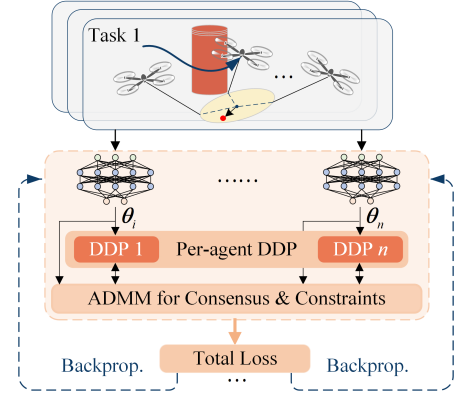 Task 1
...
......
θi
θn
DDP 1
Per-agent DDP
DDP n
ADMM for Consensus & Constraints
Backprop.
Total Loss
Backprop.
...